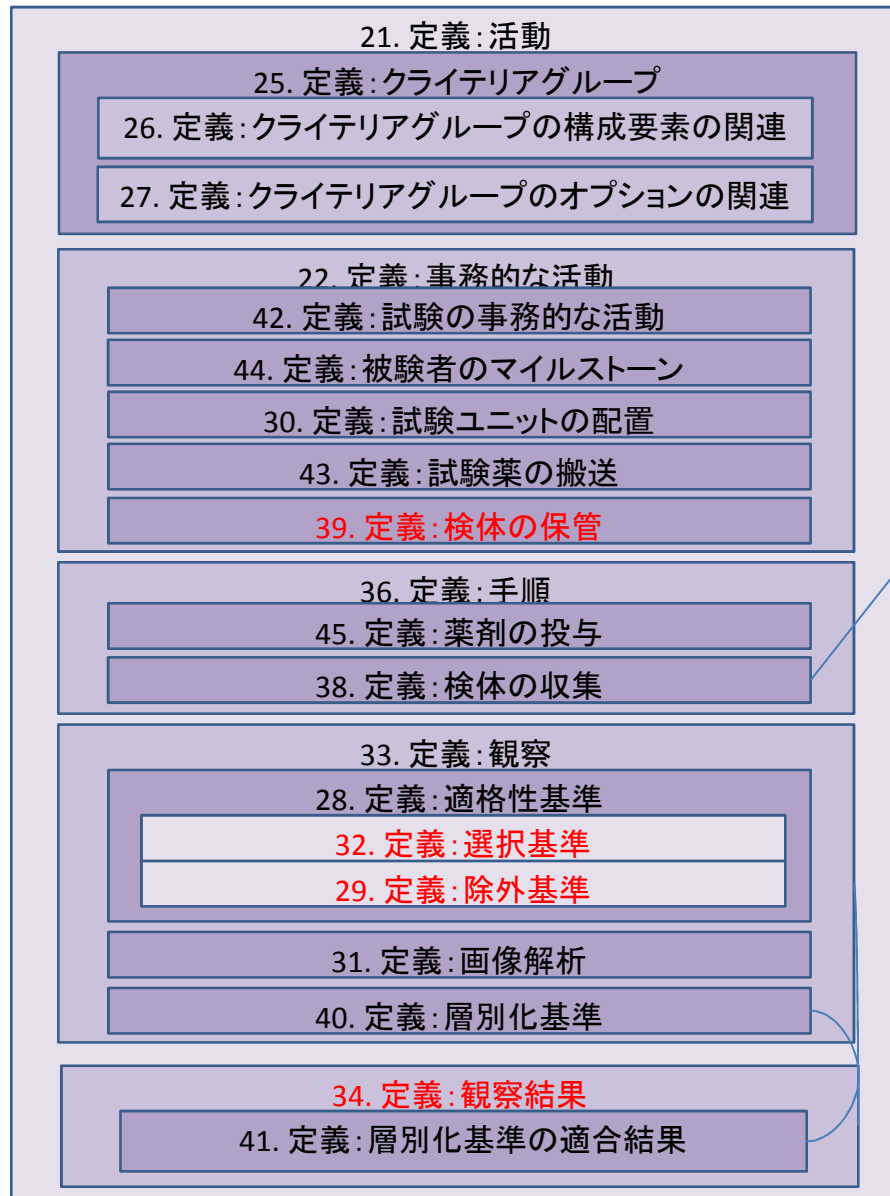 21. 定義：活動
25. 定義：クライテリアグループ
26. 定義：クライテリアグループの構成要素の関連
27. 定義：クライテリアグループのオプションの関連
22. 定義：事務的な活動
42. 定義：試験の事務的な活動
44. 定義：被験者のマイルストーン
30. 定義：試験ユニットの配置
43. 定義：試験薬の搬送
39. 定義：検体の保管
36. 定義：手順
45. 定義：薬剤の投与
38. 定義：検体の収集
33. 定義：観察
28. 定義：適格性基準
32. 定義：選択基準
29. 定義：除外基準
31. 定義：画像解析
40. 定義：層別化基準
34. 定義：観察結果
41. 定義：層別化基準の適合結果